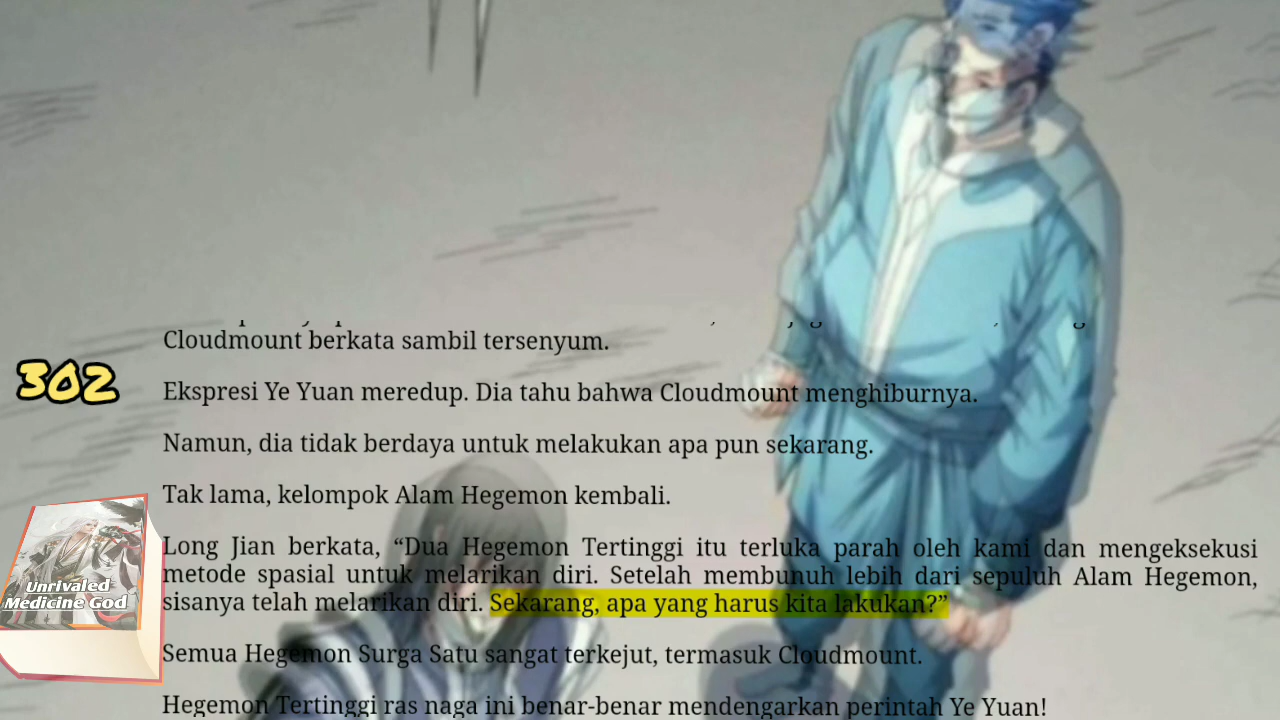 Cloudmount berkata sambil tersenyum.
302
Ekspresi Ye Yuan meredup. Dia tahu bahwa Cloudmount menghiburnya.
Namun, dia tidak berdaya untuk melakukan apa pun sekarang.
Tak lama, kelompok Alam Hegemon kembali.
Long Jian berkata, “Dua Hegemon Tertinggi itu terluka parah oleh kami dan mengeksekusi
metode spasial untuk melarikan diri. Setelah membunuh lebih dari sepuluh Alam Hegemon,
sisanya telah melarikan diri. Sekarang, apa yang harus kita lakukan?”
Unrivaled
Medicine God
Semua Hegemon Surga Satu sangat terkejut, termasuk Cloudmount.
Hegemon Tertinggi ras naga ini benar-benar mendengarkan perintah Ye Yuan!